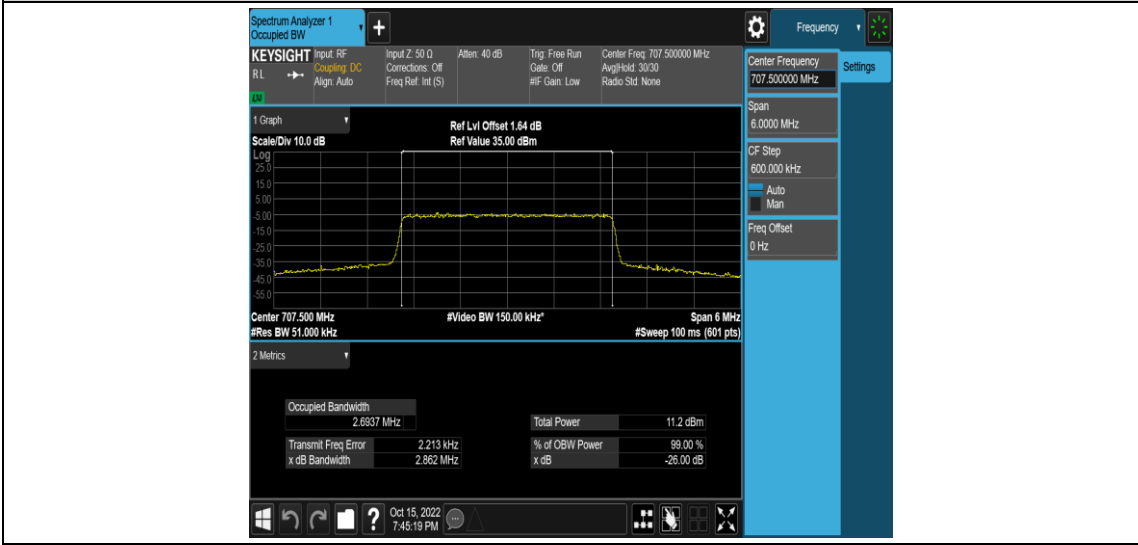 Spectrum Analyzer 1
Occupied BW
+
Frequency
KEYSIGHT Input: RF Input Z: 50 Ω Atten: 40 dB Trig: Free Run Center Freq: 707.500000 MHz
R L Coupling: DC Corrections: Off Gate: Off Avg|Hold: 30/30
Align: Auto Freq Ref: Int (S) #IF Gain: Low Radio Std: None
LM
Center Frequency
707.500000 MHz
Settings
Span
6.0000 MHz
CF Step
600.000 kHz
Auto
Man
Freq Offset
0 Hz
1 Graph
Ref Lvl Offset 1.64 dB
Scale/Div 10.0 dB Ref Value 35.00 dBm
Log
25.0
15.0
5.00
-5.00
-15.0
-25.0
-35.0
-45.0
-55.0
Center 707.500 MHz #Video BW 150.00 kHz* Span 6 MHz
#Res BW 51.000 kHz #Sweep 100 ms (601 pts)
2 Metrics
Occupied Bandwidth
2.6937 MHz
Total Power 11.2 dBm
Transmit Freq Error 2.213 kHz % of OBW Power 99.00 %
x dB Bandwidth 2.862 MHz x dB -26.00 dB
? Oct 15, 2022
7:45:19 PM